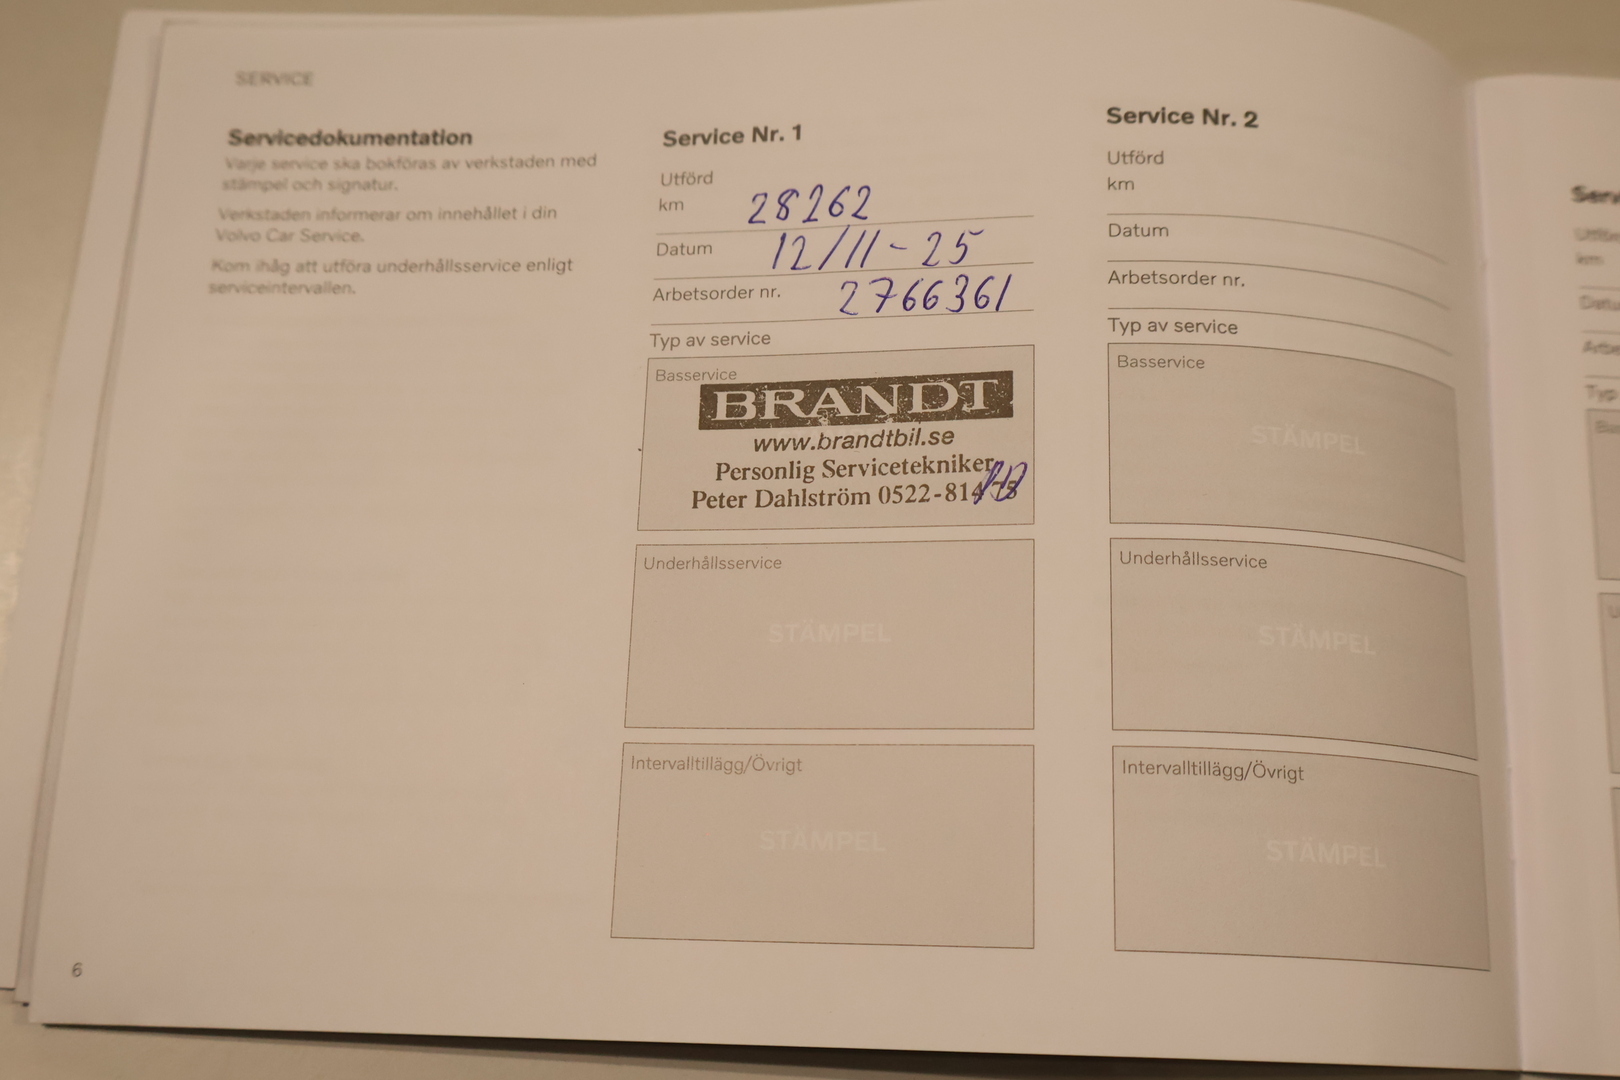 SERVICE
Servicedokumentation
Varje service ska bokföras av verkstaden med
stämpel och signatur.
Verkstaden informerar om innehållet i din
Volvo Car Service.
Kom ihåg att utföra underhållsservice enligt
serviceintervallen.
6
Service Nr. 1
Utförd
km 28262
Datum 12/11-25
Arbetsorder nr. 2766361
Typ av service
Basservice
BRANDT
www.brandtbil.se
Personlig Servicetekniker
Peter Dahlström 0522-814 75
Underhållsservice
STÄMPEL
Intervalltillägg/Övrigt
STÄMPEL
Service Nr. 2
Utförd
km
Datum
Arbetsorder nr.
Typ av service
Basservice
STÄMPEL
Underhållsservice
STÄMPEL
Intervalltillägg/Övrigt
STÄMPEL